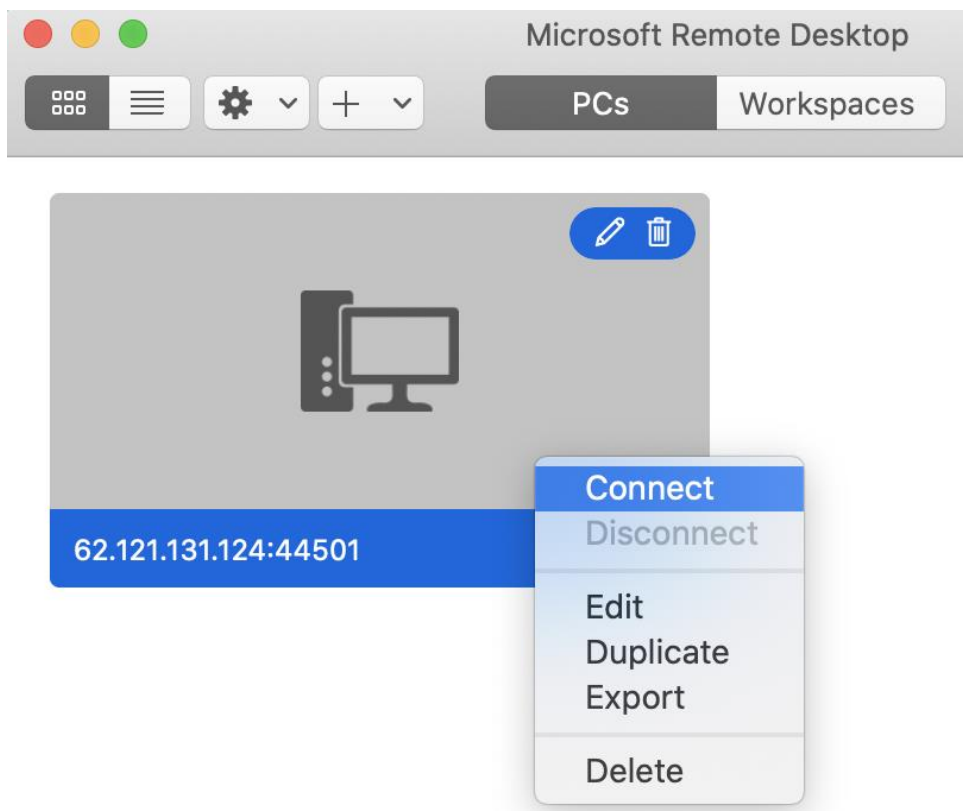 Microsoft Remote Desktop
PCs Workspaces
62.121.131.124:44501
Connect
Disconnect
Edit
Duplicate
Export
Delete